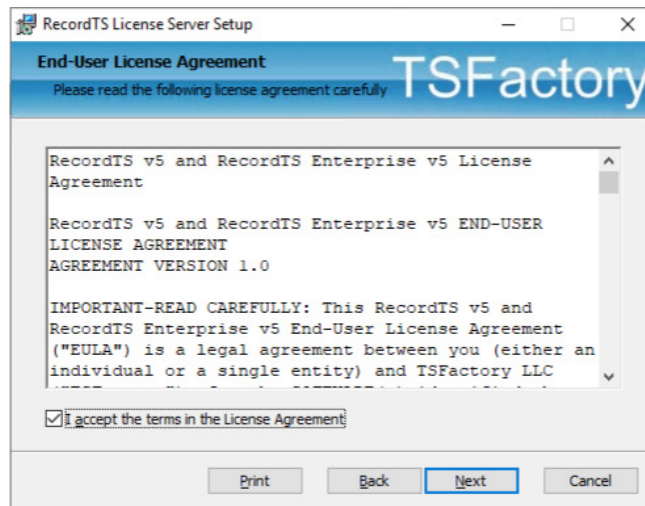 RecordTS License Server Setup
End-User License Agreement
Please read the following license agreement carefully
TSFactory
RecordTS v5 and RecordTS Enterprise v5 License
Agreement
RecordTS v5 and RecordTS Enterprise v5 END-USER
LICENSE AGREEMENT
AGREEMENT VERSION 1.0
IMPORTANT-READ CAREFULLY: This RecordTS v5 and
RecordTS Enterprise v5 End-User License Agreement
("EULA") is a legal agreement between you (either an
individual or a single entity) and TSFactory LLC
I accept the terms in the License Agreement
Print
Back
Next
Cancel